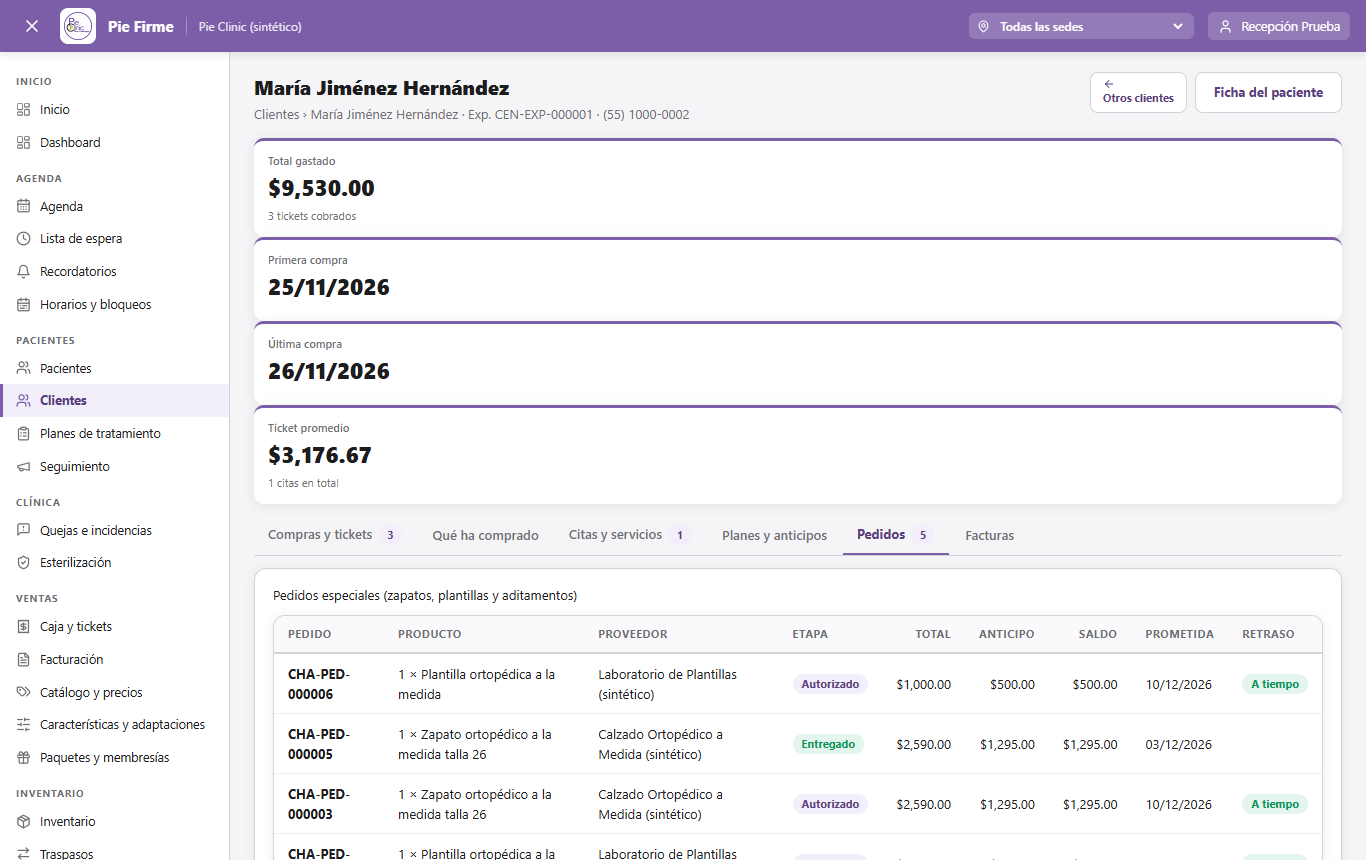 Pie Firme
Pie Clinic (sintético)
Todas las sedes
Recepción Prueba
INICIO
Inicio
Dashboard
AGENDA
Agenda
Lista de espera
Recordatorios
Horarios y bloqueos
PACIENTES
Pacientes
Clientes
Planes de tratamiento
Seguimiento
CLÍNICA
Quejas e incidencias
Esterilización
VENTAS
Caja y tickets
Facturación
Catálogo y precios
Características y adaptaciones
Paquetes y membresías
INVENTARIO
Inventario
Traspasos
María Jiménez Hernández
Clientes › María Jiménez Hernández · Exp. CEN-EXP-000001 · (55) 1000-0002
← Otros clientes
Ficha del paciente
Total gastado
$9,530.00
3 tickets cobrados
Primera compra
25/11/2026
Última compra
26/11/2026
Ticket promedio
$3,176.67
1 citas en total
Compras y tickets 3 Qué ha comprado Citas y servicios 1 Planes y anticipos Pedidos 5 Facturas
Pedidos especiales (zapatos, plantillas y aditamentos)
PEDIDO PRODUCTO PROVEEDOR ETAPA TOTAL ANTICIPO SALDO PROMETIDA RETRASO
CHA-PED-000006 1 × Plantilla ortopédico a la medida Laboratorio de Plantillas (sintético) Autorizado $1,000.00 $500.00 $500.00 10/12/2026 A tiempo
CHA-PED-000005 1 × Zapato ortopédico a la medida talla 26 Calzado Ortopédico a Medida (sintético) Entregado $2,590.00 $1,295.00 $1,295.00 03/12/2026
CHA-PED-000003 1 × Zapato ortopédico a la medida talla 26 Calzado Ortopédico a Medida (sintético) Autorizado $2,590.00 $1,295.00 $1,295.00 10/12/2026 A tiempo
CHA-PED- 1 × Plantilla ortopédico a la Laboratorio de Plantillas